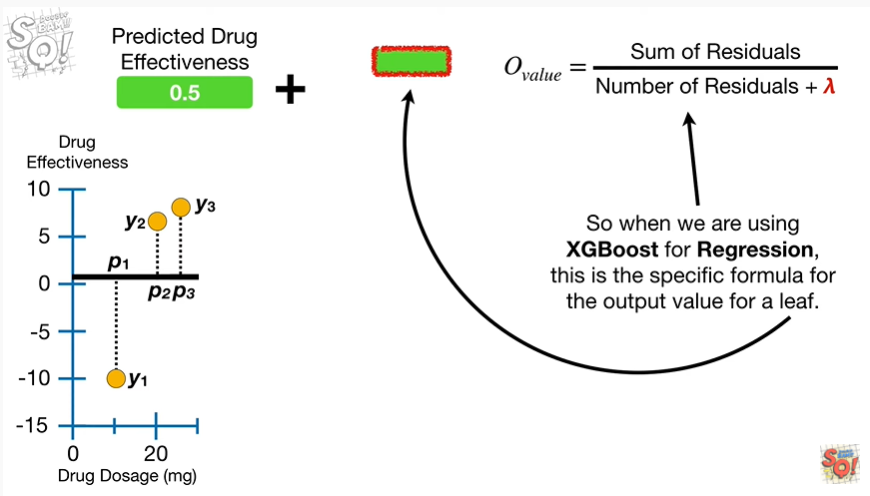 Predicted Drug
Effectiveness
0.5
+
O_value = Sum of Residuals / Number of Residuals + λ
Drug
Effectiveness
10
5
0
-5
-10
-15
y2
y3
p1
p2 p3
y1
0
20
Drug Dosage (mg)
So when we are using
XGBoost for Regression,
this is the specific formula for
the output value for a leaf.
SQ!
SQ!